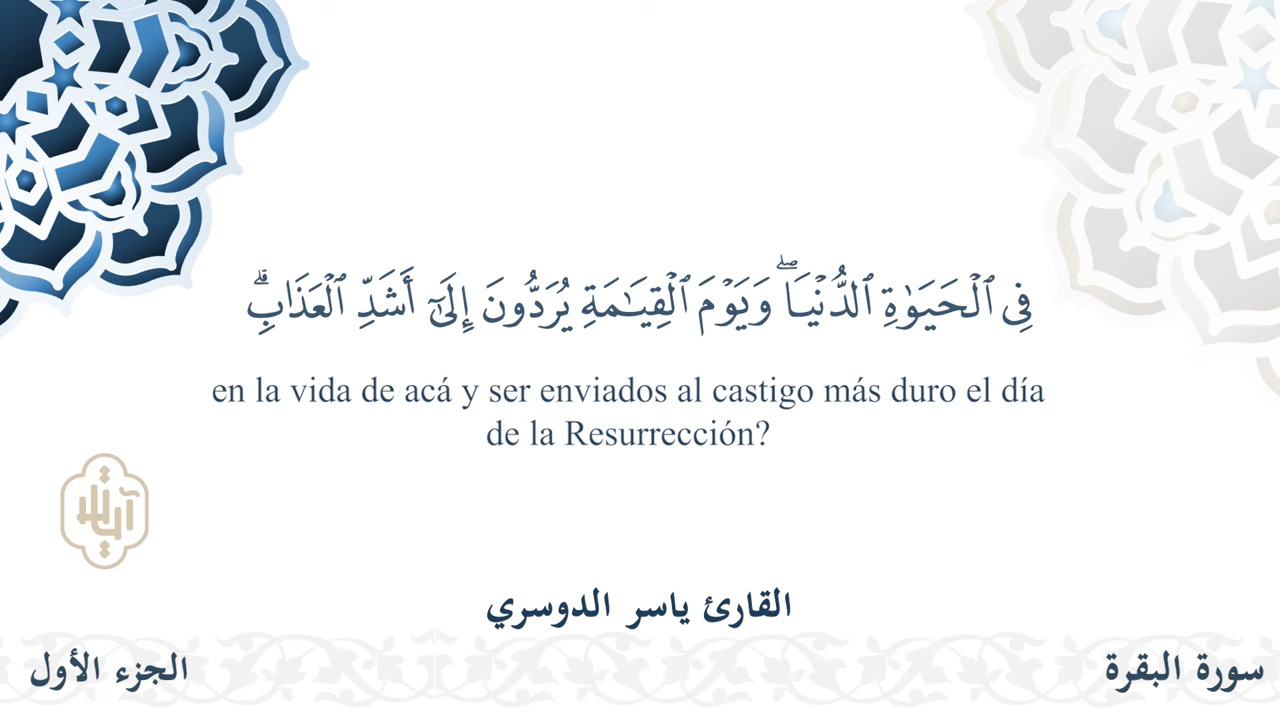 فِى ٱلْحَيَوٰةِ ٱلدُّنْيَاۖ وَيَوْمَ ٱلْقِيَـٰمَةِ يُرَدُّونَ إِلَىٰٓ أَشَدِّ ٱلْعَذَابِۗ
en la vida de acá y ser enviados al castigo más duro el día
de la Resurrección?
القارئ ياسر الدوسري
سورة البقرة
الجزء الأول